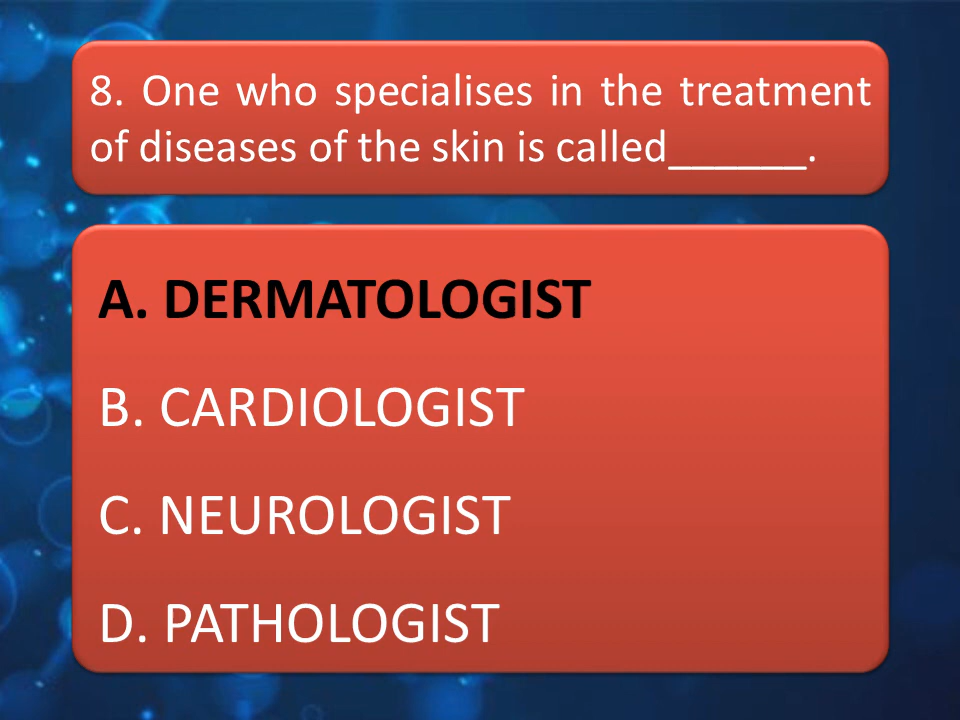 8. One who specialises in the treatment
of diseases of the skin is called______.
A. DERMATOLOGIST
B. CARDIOLOGIST
C. NEUROLOGIST
D. PATHOLOGIST